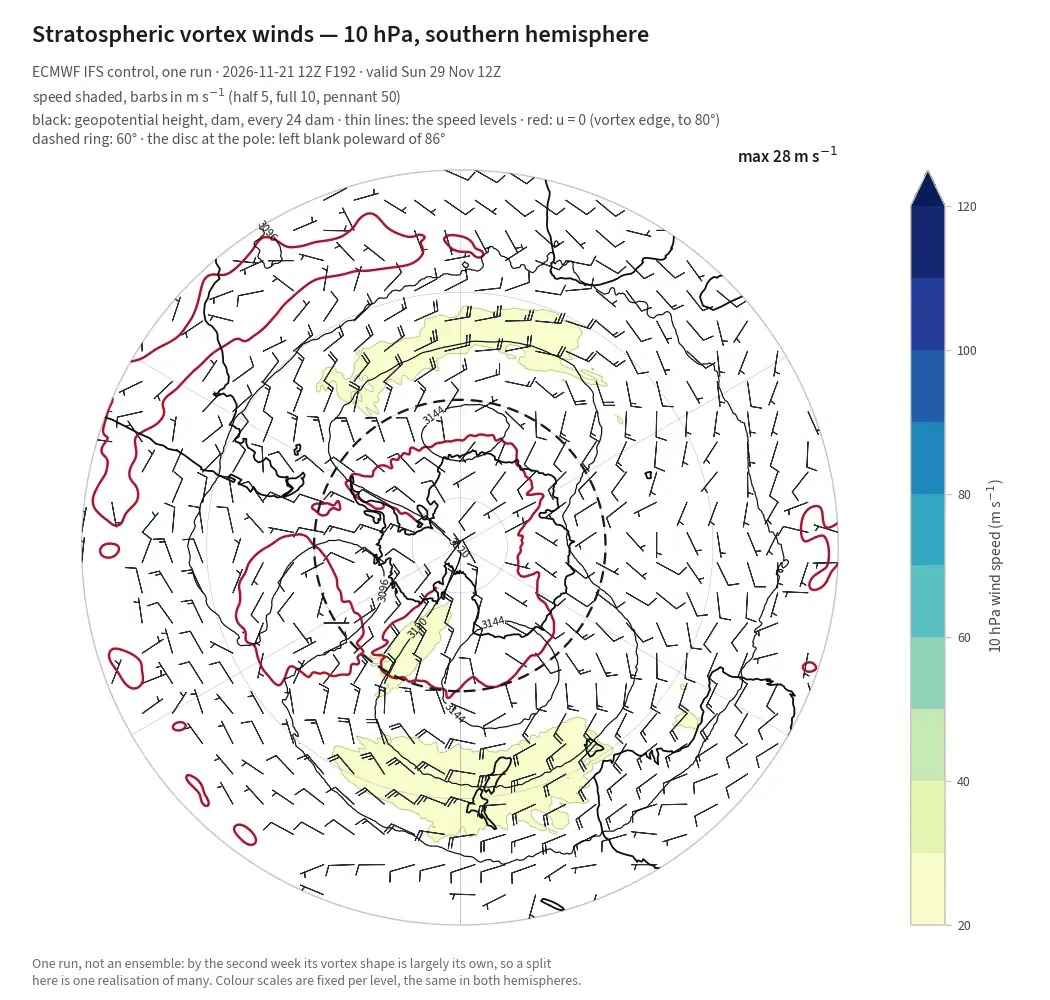 Stratospheric vortex winds — 10 hPa, southern hemisphere
ECMWF IFS control, one run · 2026-11-21 12Z F192 · valid Sun 29 Nov 12Z
speed shaded, barbs in m s⁻¹ (half 5, full 10, pennant 50)
black: geopotential height, dam, every 24 dam · thin lines: the speed levels · red: u = 0 (vortex edge, to 80°)
dashed ring: 60° · the disc at the pole: left blank poleward of 86°
max 28 m s⁻¹
3096
3144
3120
3096
3120
3144
3144
120
100
80
60
40
20
10 hPa wind speed (m s⁻¹)
One run, not an ensemble: by the second week its vortex shape is largely its own, so a split
here is one realisation of many. Colour scales are fixed per level, the same in both hemispheres.